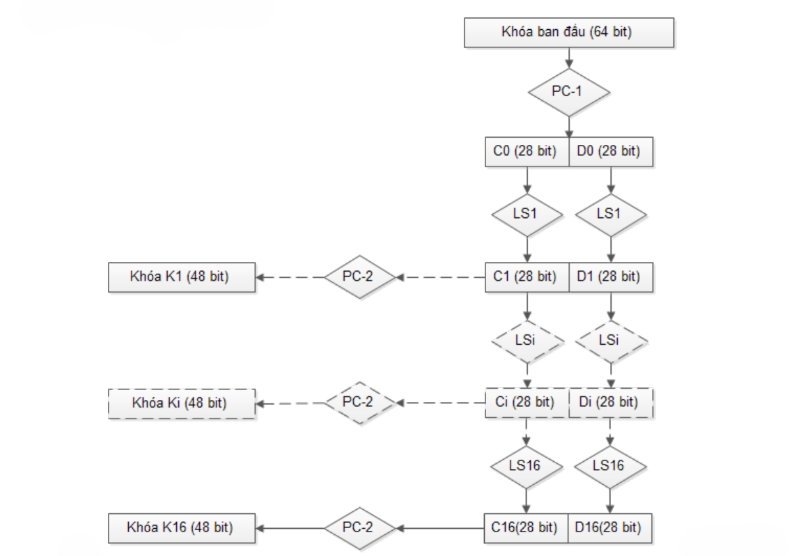 Khóa ban đầu (64 bit)
PC-1
C0 (28 bit) D0 (28 bit)
LS1 LS1
Khóa K1 (48 bit) PC-2 C1 (28 bit) D1 (28 bit)
LSi LSi
Khóa Ki (48 bit) PC-2 Ci (28 bit) Di (28 bit)
LS16 LS16
Khóa K16 (48 bit) PC-2 C16(28 bit) D16(28 bit)